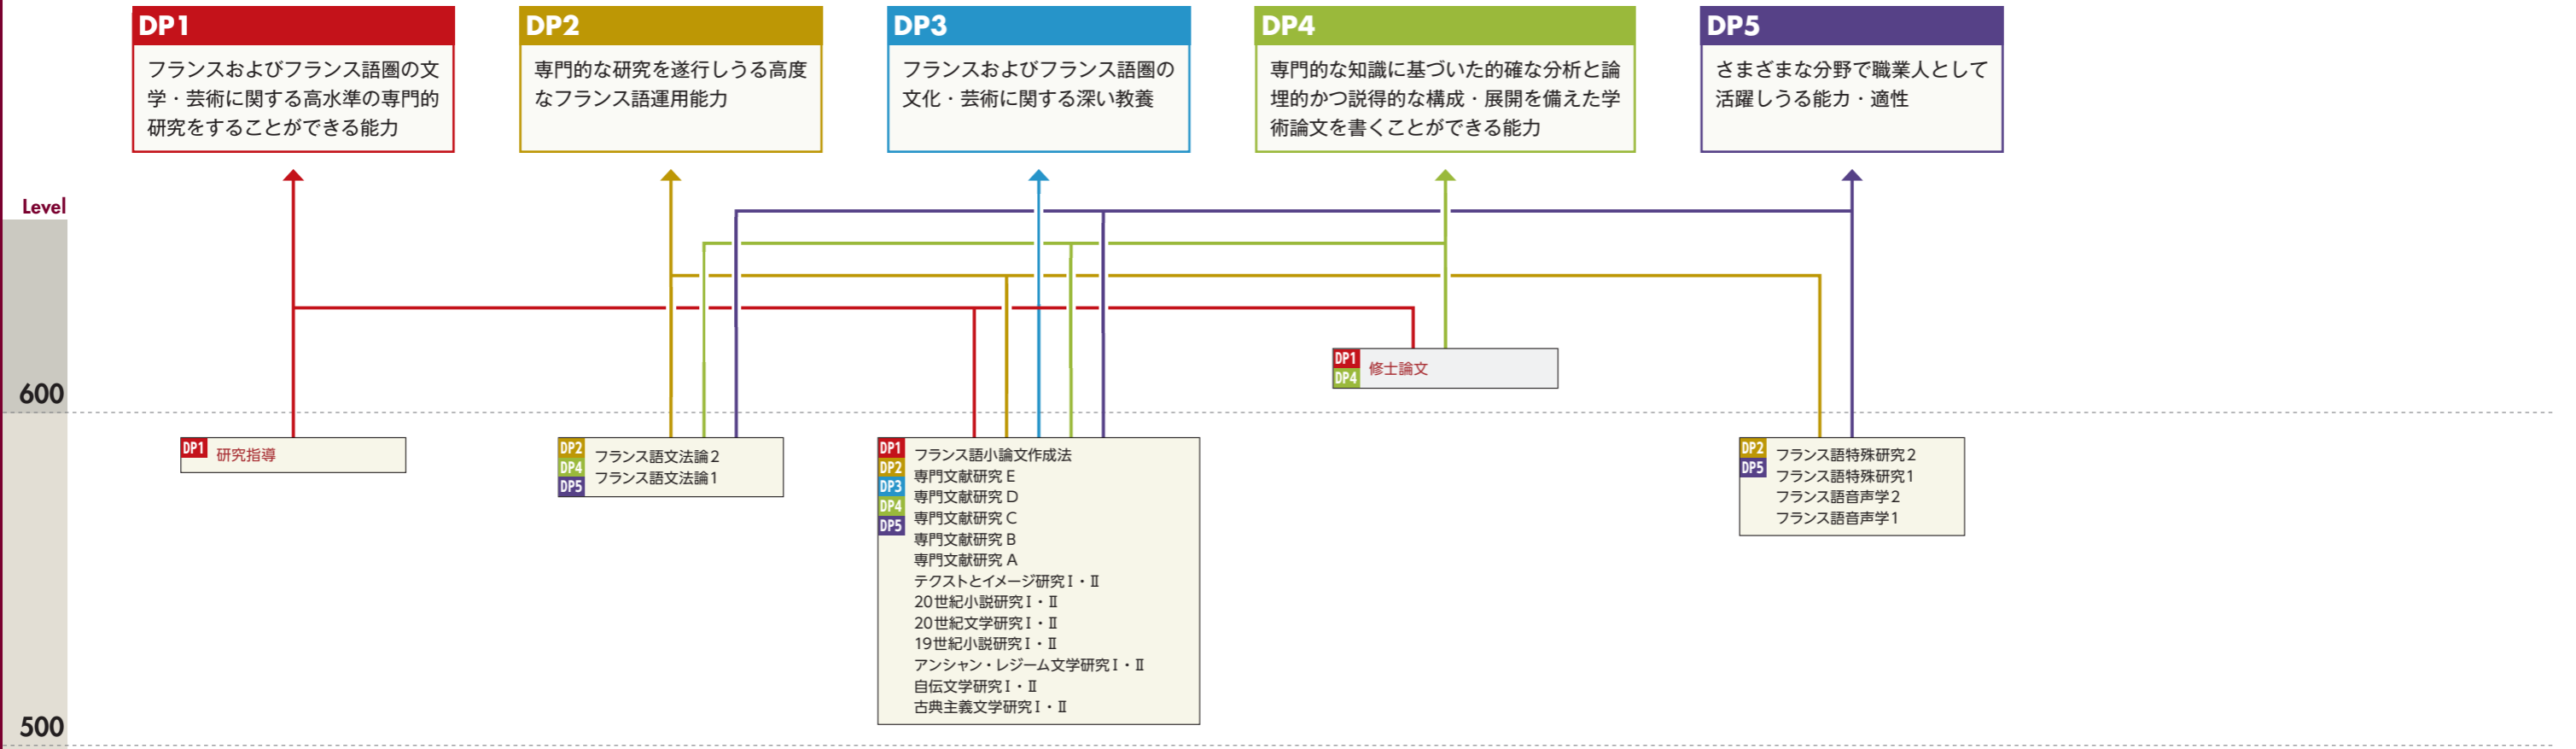 DP1
フランスおよびフランス語圏の文
学・芸術に関する高水準の専門的
研究をすることができる能力
DP2
専門的な研究を遂行しうる高度
なフランス語運用能力
DP3
フランスおよびフランス語圏の
文化・芸術に関する深い教養
DP4
専門的な知識に基づいた的確な分析と論
埋的かつ説得的な構成・展開を備えた学
術論文を書くことができる能力
DP5
さまざまな分野で職業人として
活躍しうる能力・適性
Level
600
DP1
DP4
修士論文
DP1
研究指導
DP2
DP4
DP5
フランス語文法論2
フランス語文法論1
DP1
DP2
DP3
DP4
DP5
フランス語小論文作成法
専門文献研究 E
専門文献研究 D
専門文献研究 C
専門文献研究 B
専門文献研究 A
テクストとイメージ研究Ⅰ・Ⅱ
20世紀小説研究Ⅰ・Ⅱ
20世紀文学研究Ⅰ・Ⅱ
19世紀小説研究Ⅰ・Ⅱ
アンシャン・レジーム文学研究Ⅰ・Ⅱ
自伝文学研究Ⅰ・Ⅱ
古典主義文学研究Ⅰ・Ⅱ
DP2
DP5
フランス語特殊研究2
フランス語特殊研究1
フランス語音声学2
フランス語音声学1
500